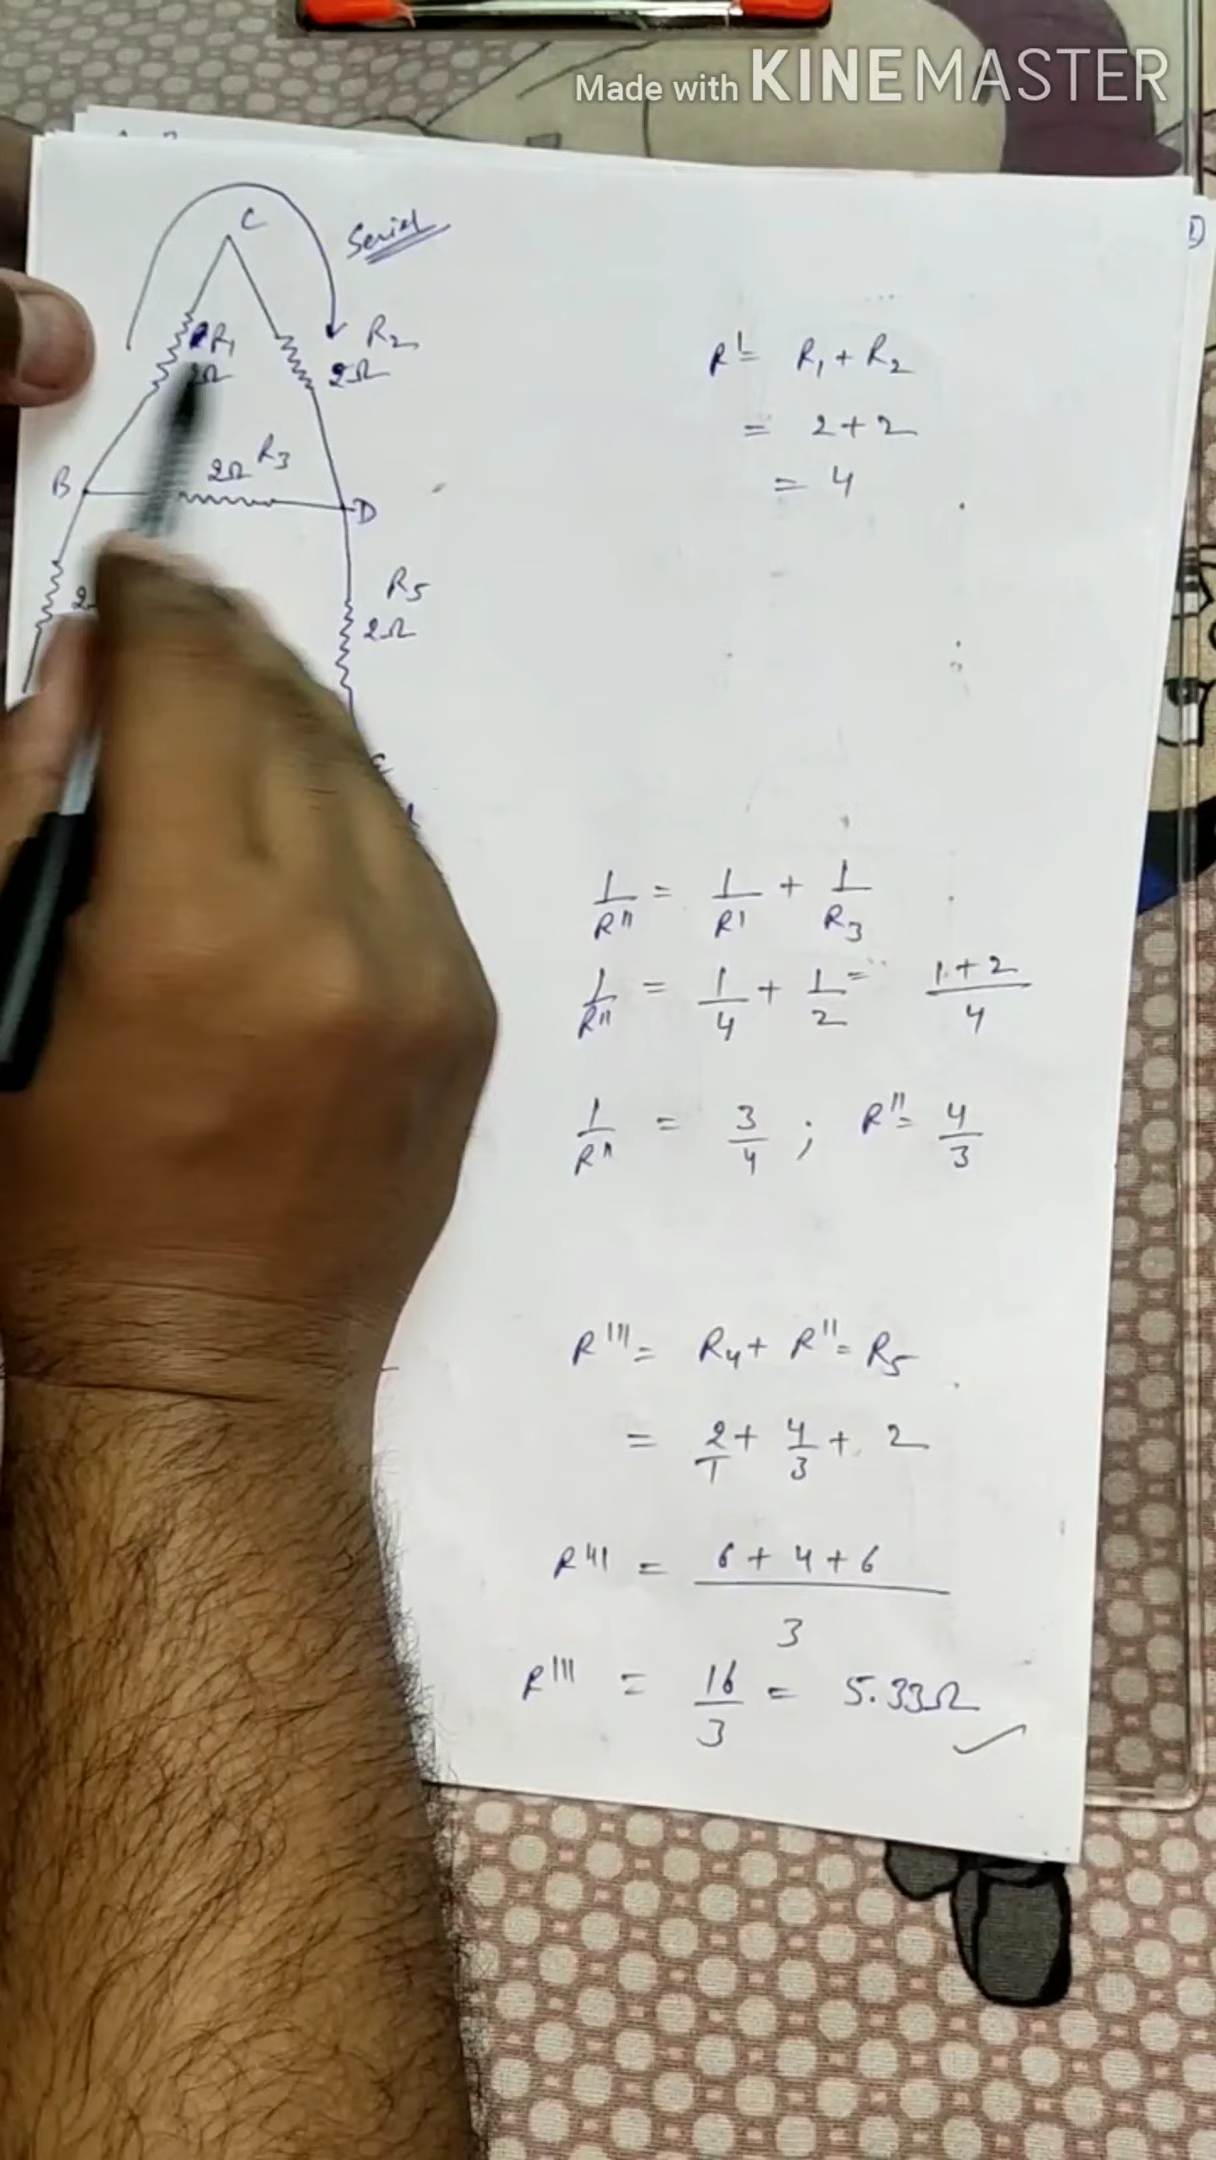 Made with KINEMASTER
D
C
Serial
R1
2Ω
R2
2Ω
2Ω R3
B
D
R5
2Ω
R' = R1 + R2
= 2+2
= 4
1/R'' = 1/R' + 1/R3
1/R'' = 1/4 + 1/2 = 1+2/4
1/R'' = 3/4 ; R'' = 4/3
R''' = R4 + R'' = R5
= 2/1 + 4/3 + 2
R''' = 6+4+6/3
R''' = 16/3 = 5.33Ω